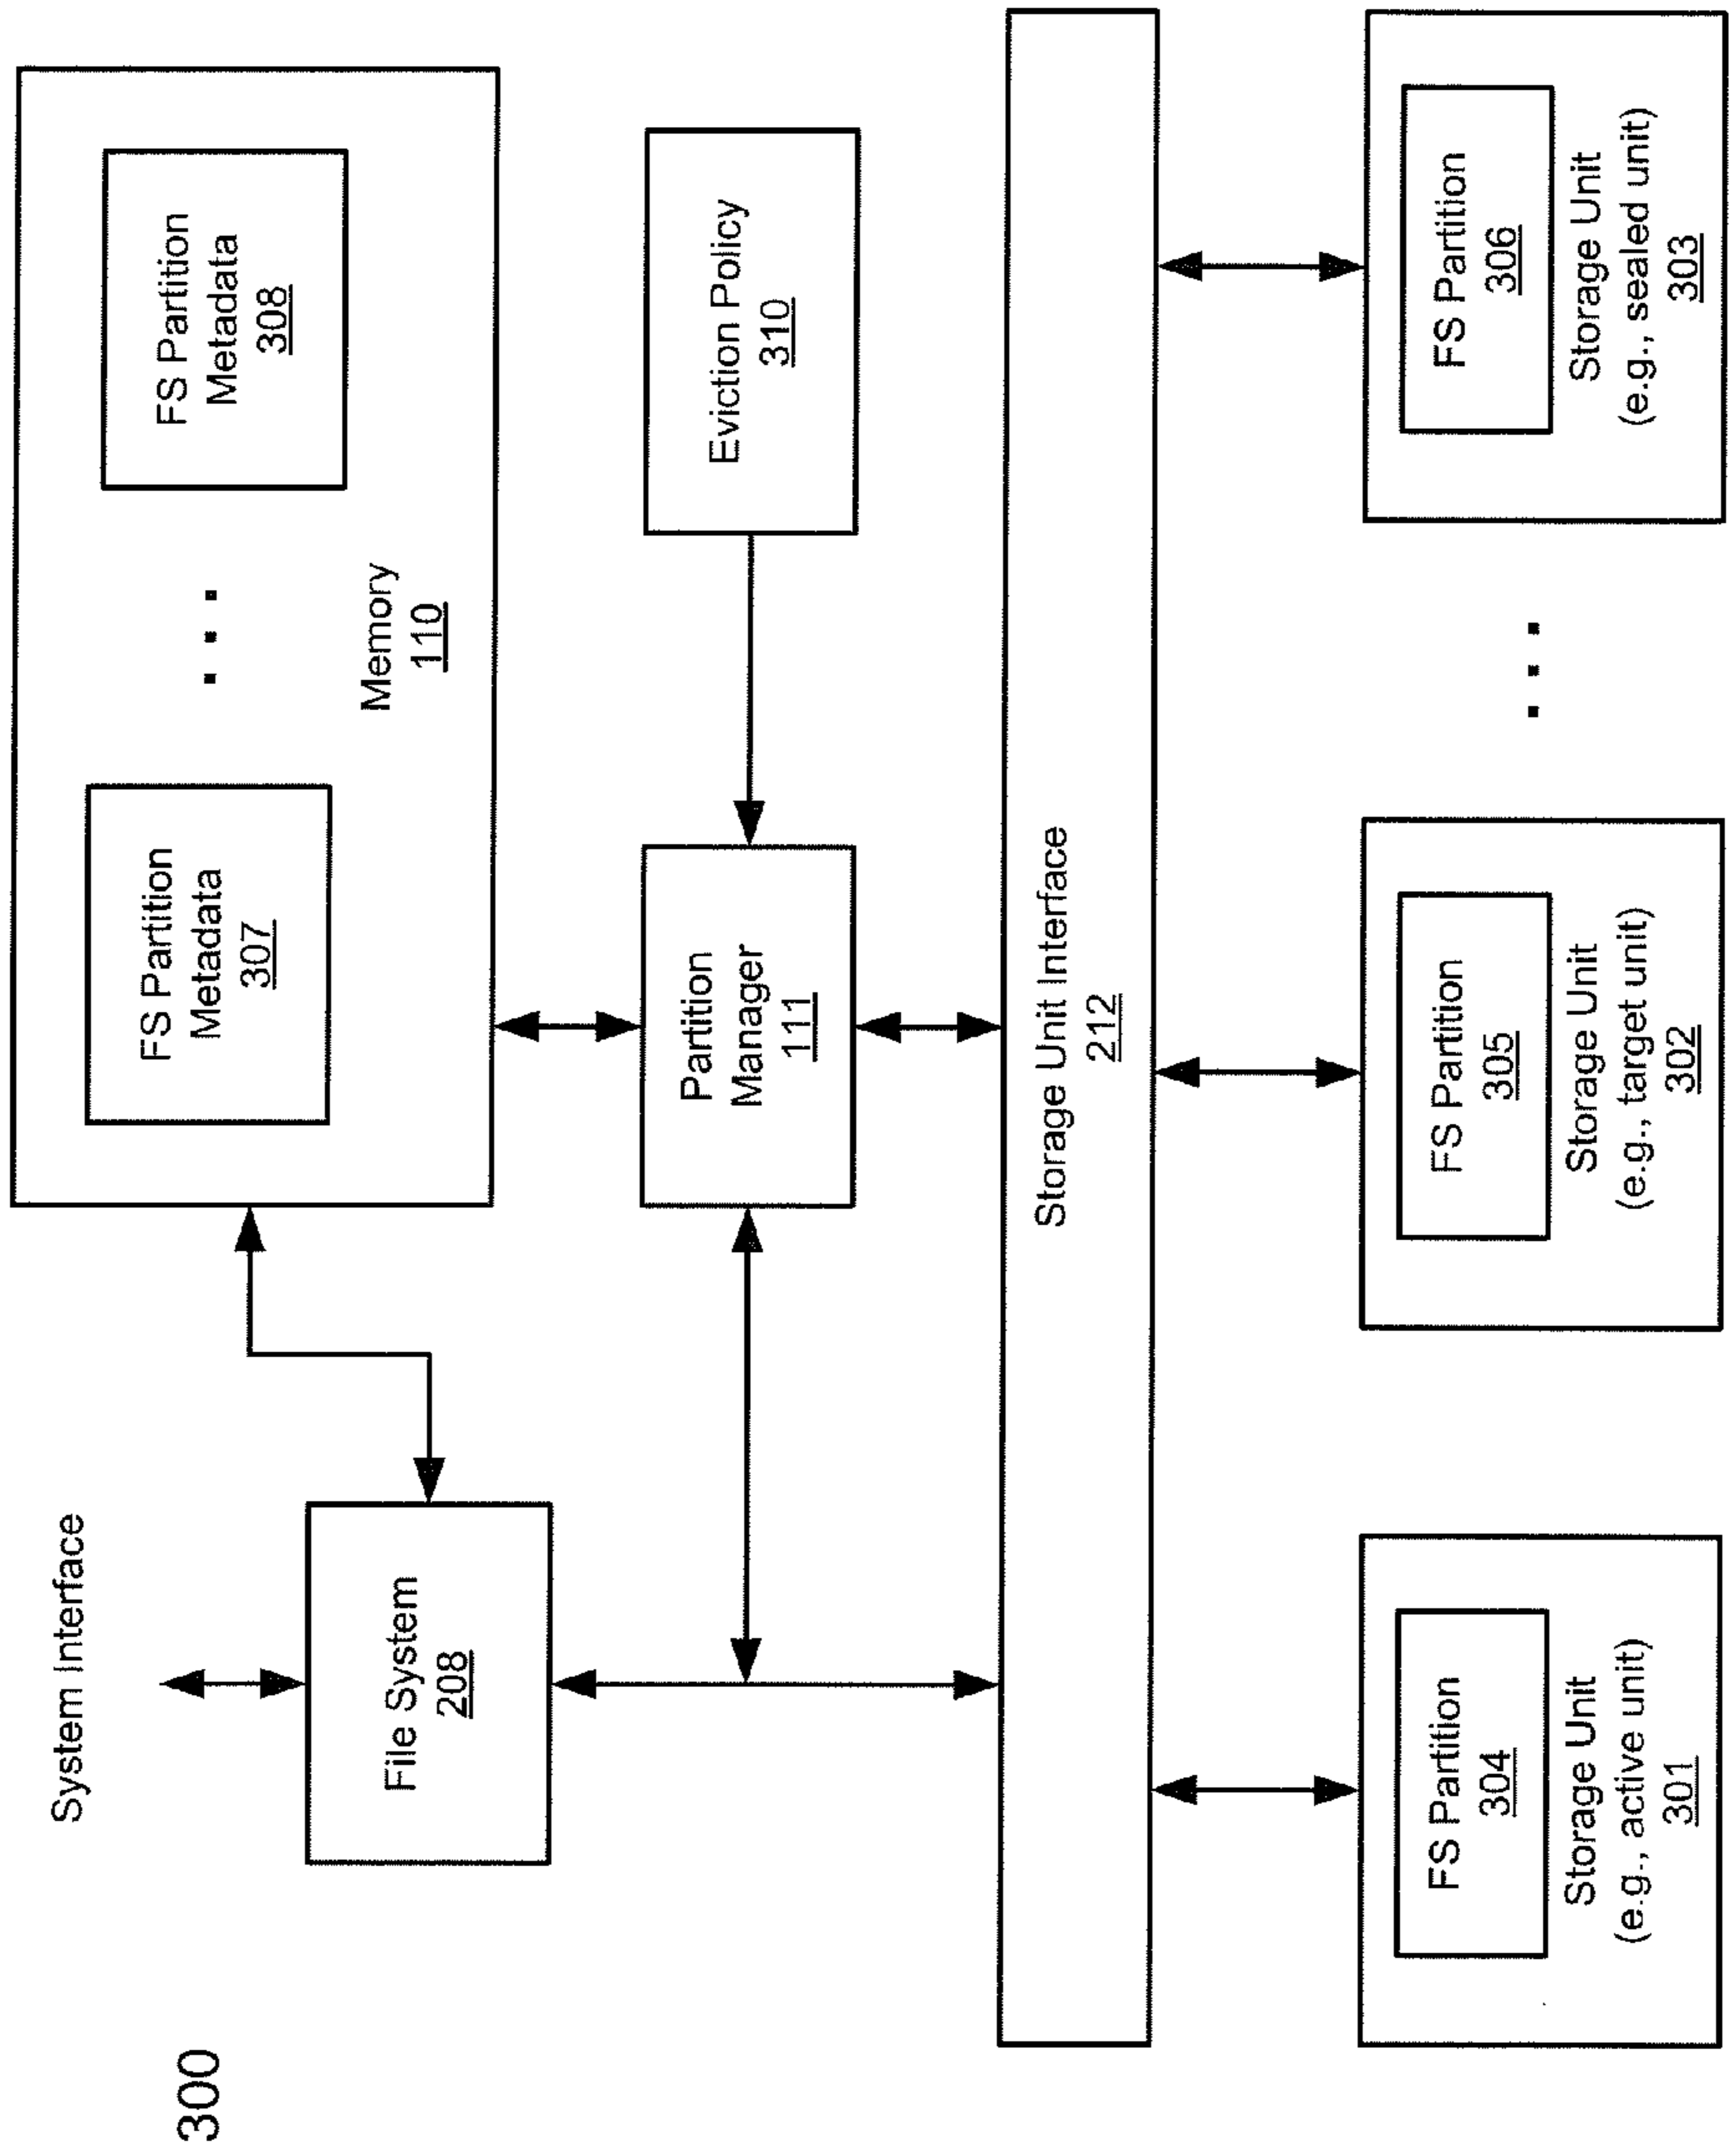 300
System Interface
File System
208
FS Partition
Metadata
307
FS Partition
Metadata
308
Memory
110
Partition
Manager
111
Eviction Policy
310
Storage Unit Interface
212
FS Partition
304
Storage Unit
(e.g., active unit)
301
FS Partition
305
Storage Unit
(e.g., target unit)
302
FS Partition
306
Storage Unit
(e.g., sealed unit)
303